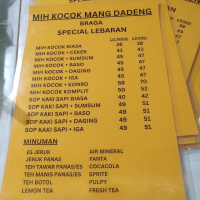 MIH KOCOK MANG DADENG
BRAGA
SPECIAL LEBARAN
MIH KOCOK BIASA 36 38
MIH KOCOK + CEKER 41 43
MIH KOCOK + SUMSUM 45 47
MIH KOCOK + BASO 45 47
MIH KOCOK + DAGING 45 47
MIH KOCOK + IGA 45 47
MIH KOCOK + KONRO 68 70
MIH KOCOK KOMPLIT 50 52
SOP KAKI SAPI BIASA 40 42
SOP KAKI SAPI + SUMSUM 49 51
SOP KAKI SAPI + BASO 49 51
SOP KAKI SAPI + DAGING 49 51
SOP KAKI SAPI + IGA 49 51
MINUMAN
ES JERUK AIR MINERAL
JERUK PANAS FANTA
TEH TAWAR PANAS/ES COCACOLA
TEH MANIS PANAS/ES SPRITE
TEH BOTOL PULPY
LEMON TEA FRESH TEA